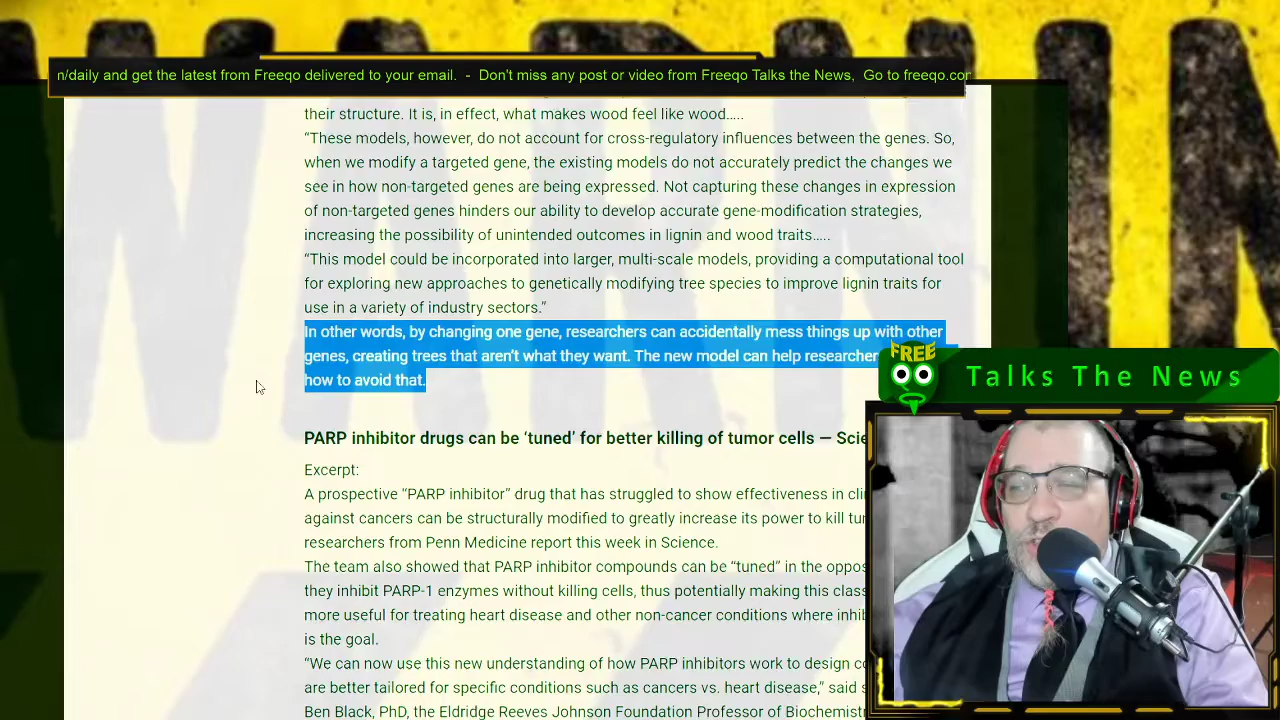 n/daily and get the latest from Freeqo delivered to your email. - Don't miss any post or video from Freeqo Talks the News, Go to freeqo.com
their structure. It is, in effect, what makes wood feel like wood…..
“These models, however, do not account for cross-regulatory influences between the genes. So,
when we modify a targeted gene, the existing models do not accurately predict the changes we
see in how non-targeted genes are being expressed. Not capturing these changes in expression
of non-targeted genes hinders our ability to develop accurate gene-modification strategies,
increasing the possibility of unintended outcomes in lignin and wood traits…..
“This model could be incorporated into larger, multi-scale models, providing a computational tool
for exploring new approaches to genetically modifying tree species to improve lignin traits for
use in a variety of industry sectors.”
In other words, by changing one gene, researchers can accidentally mess things up with other
genes, creating trees that aren’t what they want. The new model can help researcher
how to avoid that.
FREE
Talks The News
PARP inhibitor drugs can be ‘tuned’ for better killing of tumor cells — Scie
Excerpt:
A prospective “PARP inhibitor” drug that has struggled to show effectiveness in cli
against cancers can be structurally modified to greatly increase its power to kill tu
researchers from Penn Medicine report this week in Science.
The team also showed that PARP inhibitor compounds can be “tuned” in the oppos
they inhibit PARP-1 enzymes without killing cells, thus potentially making this class
more useful for treating heart disease and other non-cancer conditions where inhib
is the goal.
“We can now use this new understanding of how PARP inhibitors work to design co
are better tailored for specific conditions such as cancers vs. heart disease,” said s
Ben Black, PhD, the Eldridge Reeves Johnson Foundation Professor of Biochemist